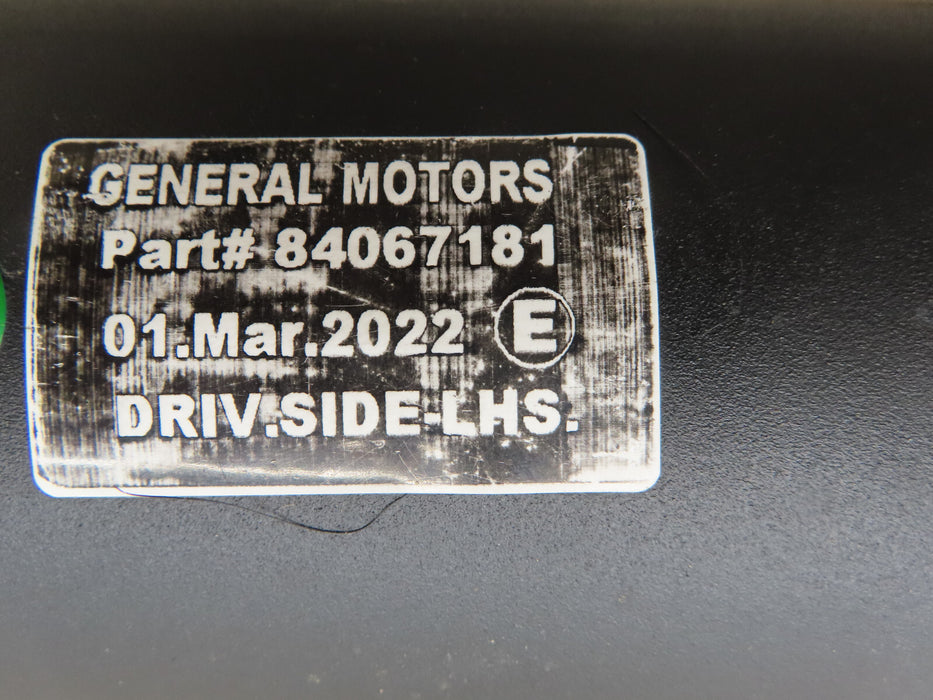 GENERAL MOTORS
Part# 84067181
01.Mar.2022 E
DRIV.SIDE-LHS.